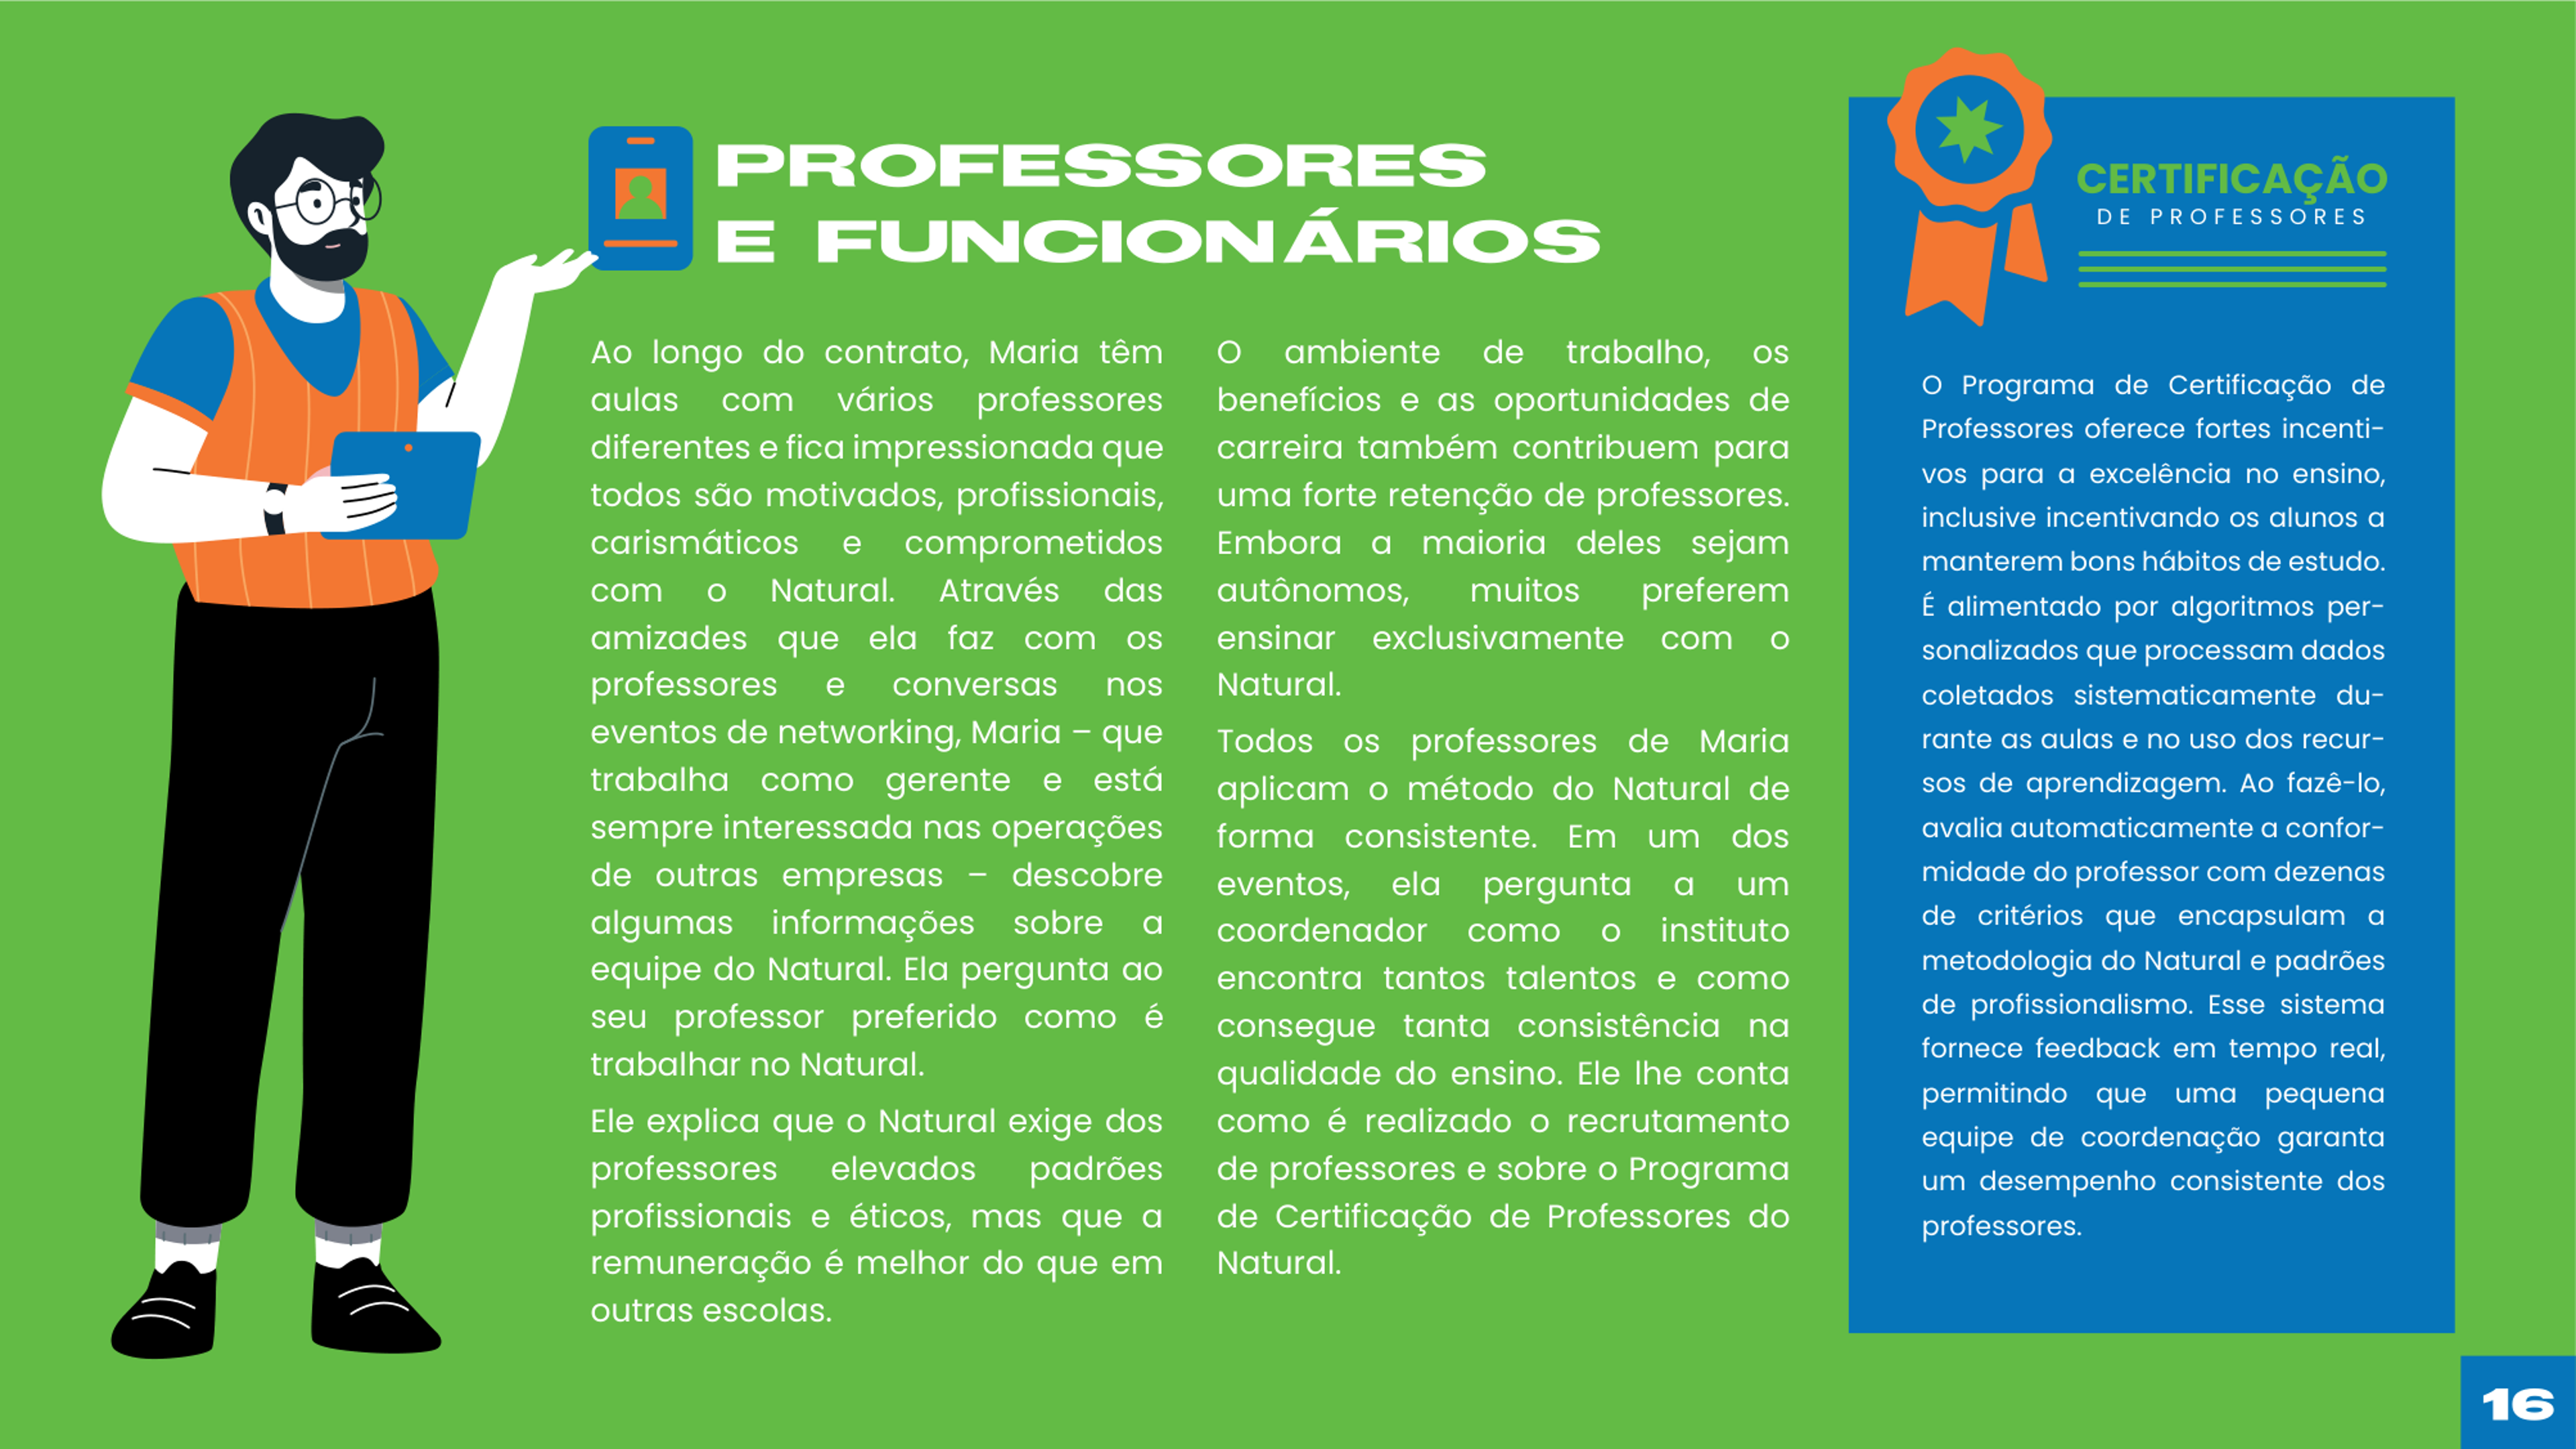 PROFESSORES
E FUNCIONÁRIOS
Ao longo do contrato, Maria têm
aulas com vários professores
diferentes e fica impressionada que
todos são motivados, profissionais,
carismáticos e comprometidos
com o Natural. Através das
amizades que ela faz com os
professores e conversas nos
eventos de networking, Maria – que
trabalha como gerente e está
sempre interessada nas operações
de outras empresas – descobre
algumas informações sobre a
equipe do Natural. Ela pergunta ao
seu professor preferido como é
trabalhar no Natural.
Ele explica que o Natural exige dos
professores elevados padrões
profissionais e éticos, mas que a
remuneração é melhor do que em
outras escolas.
O ambiente de trabalho, os
benefícios e as oportunidades de
carreira também contribuem para
uma forte retenção de professores.
Embora a maioria deles sejam
autônomos, muitos preferem
ensinar exclusivamente com o
Natural.
Todos os professores de Maria
aplicam o método do Natural de
forma consistente. Em um dos
eventos, ela pergunta a um
coordenador como o instituto
encontra tantos talentos e como
consegue tanta consistência na
qualidade do ensino. Ele lhe conta
como é realizado o recrutamento
de professores e sobre o Programa
de Certificação de Professores do
Natural.
CERTIFICAÇÃO
DE PROFESSORES
O Programa de Certificação de
Professores oferece fortes incenti-
vos para a excelência no ensino,
inclusive incentivando os alunos a
manterem bons hábitos de estudo.
É alimentado por algoritmos per-
sonalizados que processam dados
coletados sistematicamente du-
rante as aulas e no uso dos recur-
sos de aprendizagem. Ao fazê-lo,
avalia automaticamente a confor-
midade do professor com dezenas
de critérios que encapsulam a
metodologia do Natural e padrões
de profissionalismo. Esse sistema
fornece feedback em tempo real,
permitindo que uma pequena
equipe de coordenação garanta
um desempenho consistente dos
professores.
16